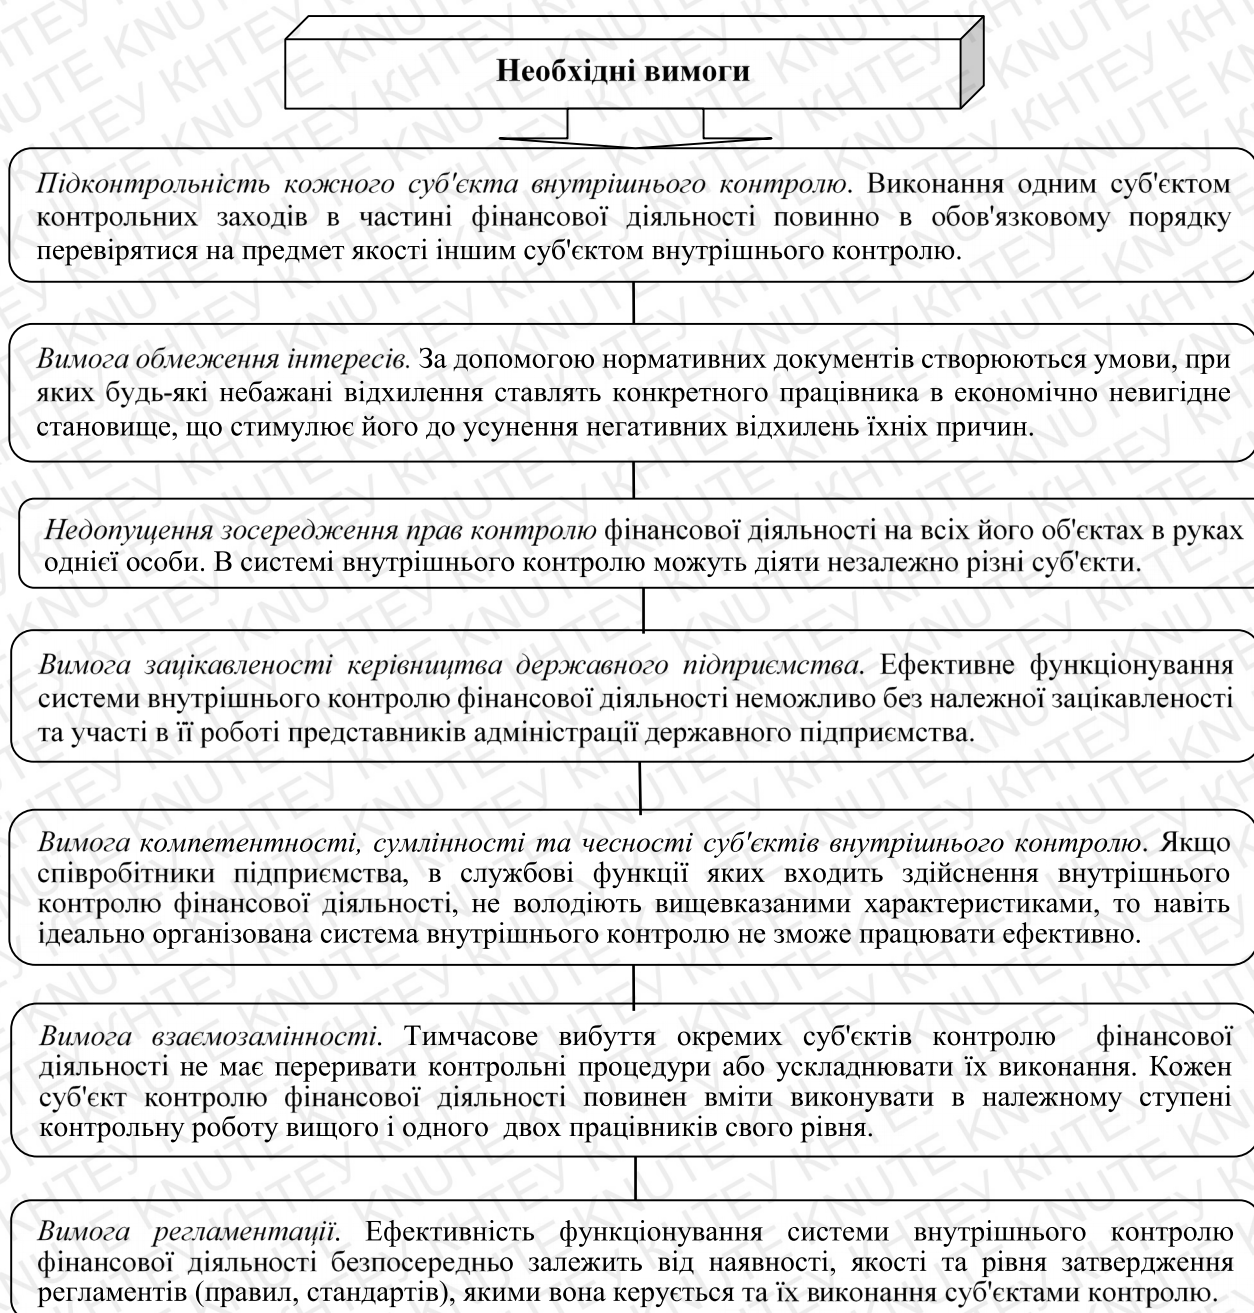 Необхідні вимоги
Підконтрольність кожного суб'єкта внутрішнього контролю. Виконання одним суб'єктом
контрольних заходів в частині фінансової діяльності повинно в обов'язковому порядку
перевірятися на предмет якості іншим суб'єктом внутрішнього контролю.
Вимога обмеження інтересів. За допомогою нормативних документів створюються умови, при
яких будь-які небажані відхилення ставлять конкретного працівника в економічно невигідне
становище, що стимулює його до усунення негативних відхилень їхніх причин.
Недопущення зосередження прав контролю фінансової діяльності на всіх його об'єктах в руках
однієї особи. В системі внутрішнього контролю можуть діяти незалежно різні суб'єкти.
Вимога зацікавленості керівництва державного підприємства. Ефективне функціонування
системи внутрішнього контролю фінансової діяльності неможливо без належної зацікавленості
та участі в її роботі представників адміністрації державного підприємства.
Вимога компетентності, сумлінності та чесності суб'єктів внутрішнього контролю. Якщо
співробітники підприємства, в службові функції яких входить здійснення внутрішнього
контролю фінансової діяльності, не володіють вищевказаними характеристиками, то навіть
ідеально організована система внутрішнього контролю не зможе працювати ефективно.
Вимога взаємозамінності. Тимчасове вибуття окремих суб'єктів контролю фінансової
діяльності не має переривати контрольні процедури або ускладнювати їх виконання. Кожен
суб'єкт контролю фінансової діяльності повинен вміти виконувати в належному ступені
контрольну роботу вищого і одного двох працівників свого рівня.
Вимога регламентації. Ефективність функціонування системи внутрішнього контролю
фінансової діяльності безпосередньо залежить від наявності, якості та рівня затвердження
регламентів (правил, стандартів), якими вона керується та їх виконання суб'єктами контролю.